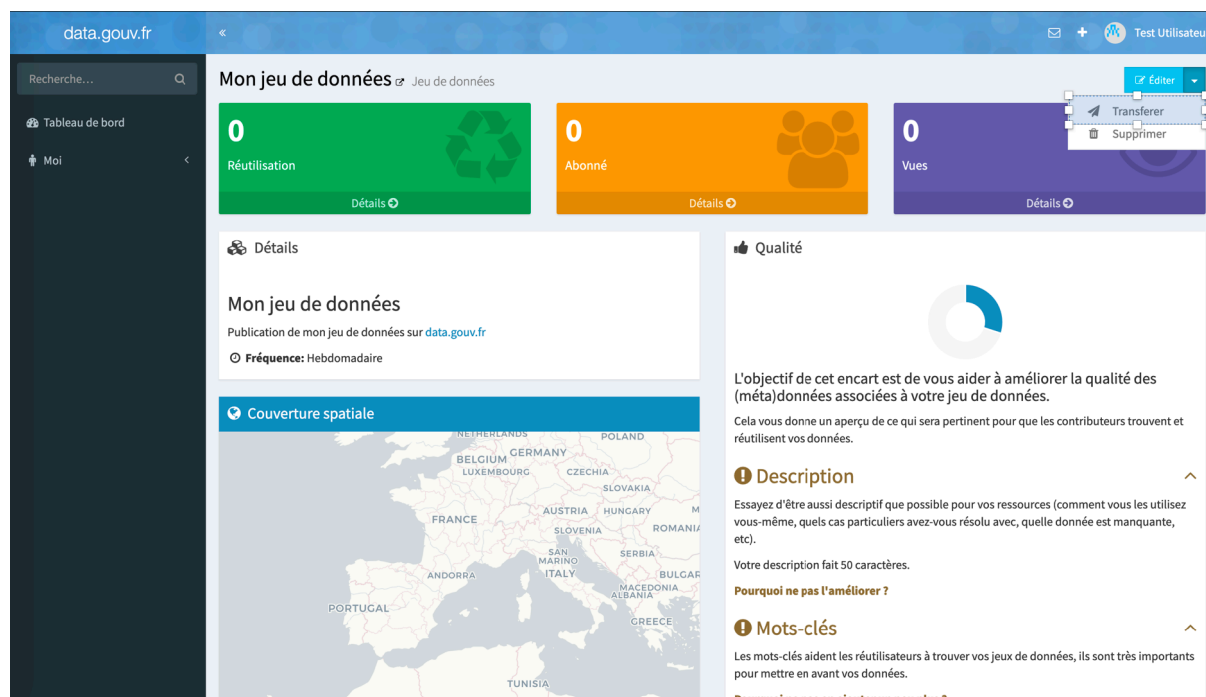 data.gouv.fr
«
Test Utilisateu
Recherche...
Tableau de bord
Moi
Mon jeu de données Jeu de données
Éditer
Transferer
Supprimer
0
Réutilisation
Détails
0
Abonné
Détails
0
Vues
Détails
Détails
Mon jeu de données
Publication de mon jeu de données sur data.gouv.fr
Fréquence: Hebdomadaire
Couverture spatiale
NETHERLANDS
POLAND
BELGIUM
GERMANY
LUXEMBOURG
CZECHIA
SLOVAKIA
FRANCE
AUSTRIA
HUNGARY
M
SLOVENIA
ROMANIA
SAN
MARINO
SERBIA
ITALY
ANDORRA
BULGAR
MACEDONIA
ALBANIA
PORTUGAL
GREECE
TUNISIA
Qualité
L'objectif de cet encart est de vous aider à améliorer la qualité des
(méta)données associées à votre jeu de données.
Cela vous donne un aperçu de ce qui sera pertinent pour que les contributeurs trouvent et
réutilisent vos données.
Description
Essayez d'être aussi descriptif que possible pour vos ressources (comment vous les utilisez
vous-même, quels cas particuliers avez-vous résolu avec, quelle donnée est manquante,
etc).
Votre description fait 50 caractères.
Pourquoi ne pas l'améliorer ?
Mots-clés
Les mots-clés aident les réutilisateurs à trouver vos jeux de données, ils sont très importants
pour mettre en avant vos données.